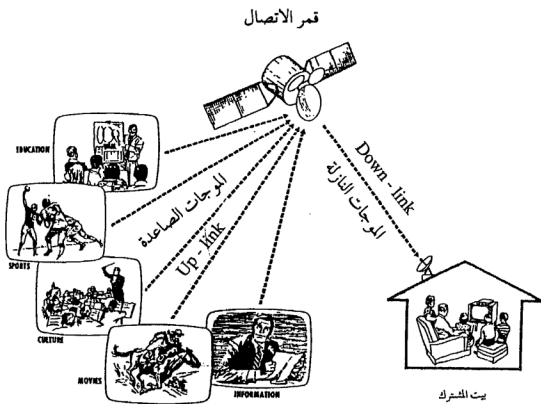 قمر الاتصال
EDUCATION
SPORTS
CULTURE
MOVIES
INFORMATION
الموجات الصاعدة
Up - link
Down - link
الموجات النازلة
بيت المشترك